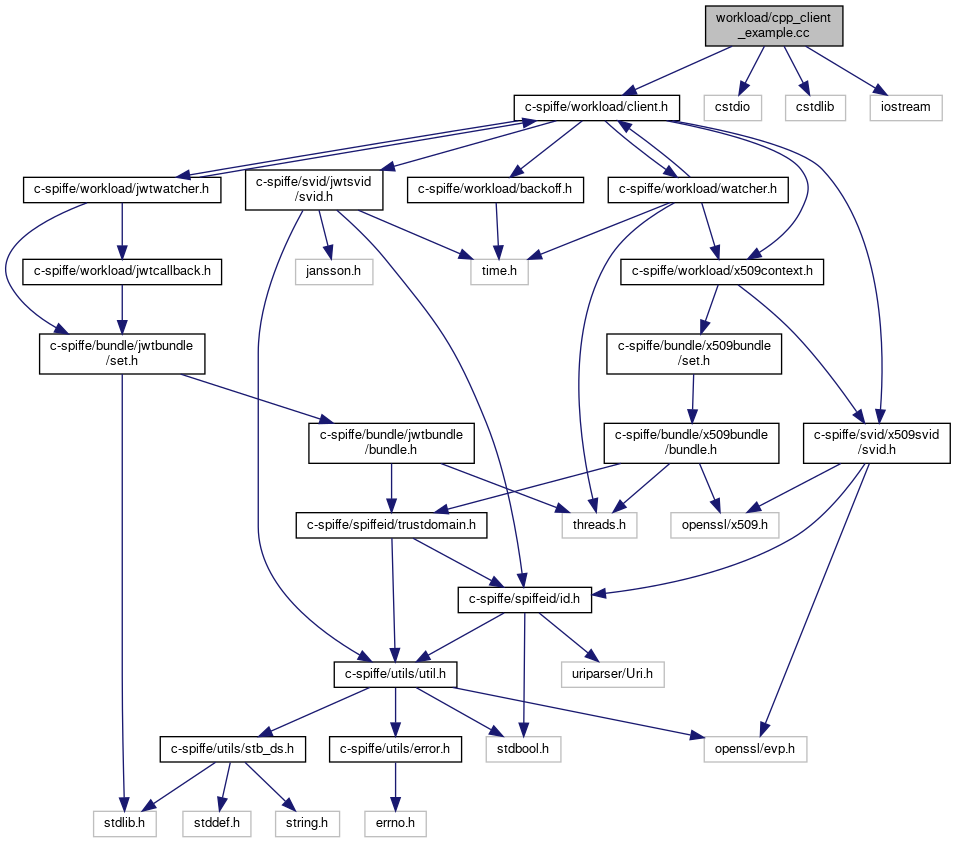 workload/cpp_client
_example.cc
c-spiffe/workload/client.h
cstdio
cstdlib
iostream
c-spiffe/workload/jwtwatcher.h
c-spiffe/svid/jwtsvid
/svid.h
c-spiffe/workload/backoff.h
c-spiffe/workload/watcher.h
c-spiffe/workload/jwtcallback.h
jansson.h
time.h
c-spiffe/workload/x509context.h
c-spiffe/bundle/jwtbundle
/set.h
c-spiffe/bundle/x509bundle
/set.h
c-spiffe/bundle/jwtbundle
/bundle.h
c-spiffe/bundle/x509bundle
/bundle.h
c-spiffe/svid/x509svid
/svid.h
c-spiffe/spiffeid/trustdomain.h
threads.h
openssl/x509.h
c-spiffe/spiffeid/id.h
c-spiffe/utils/util.h
uriparser/Uri.h
c-spiffe/utils/stb_ds.h
c-spiffe/utils/error.h
stdbool.h
openssl/evp.h
stdlib.h
stddef.h
string.h
errno.h